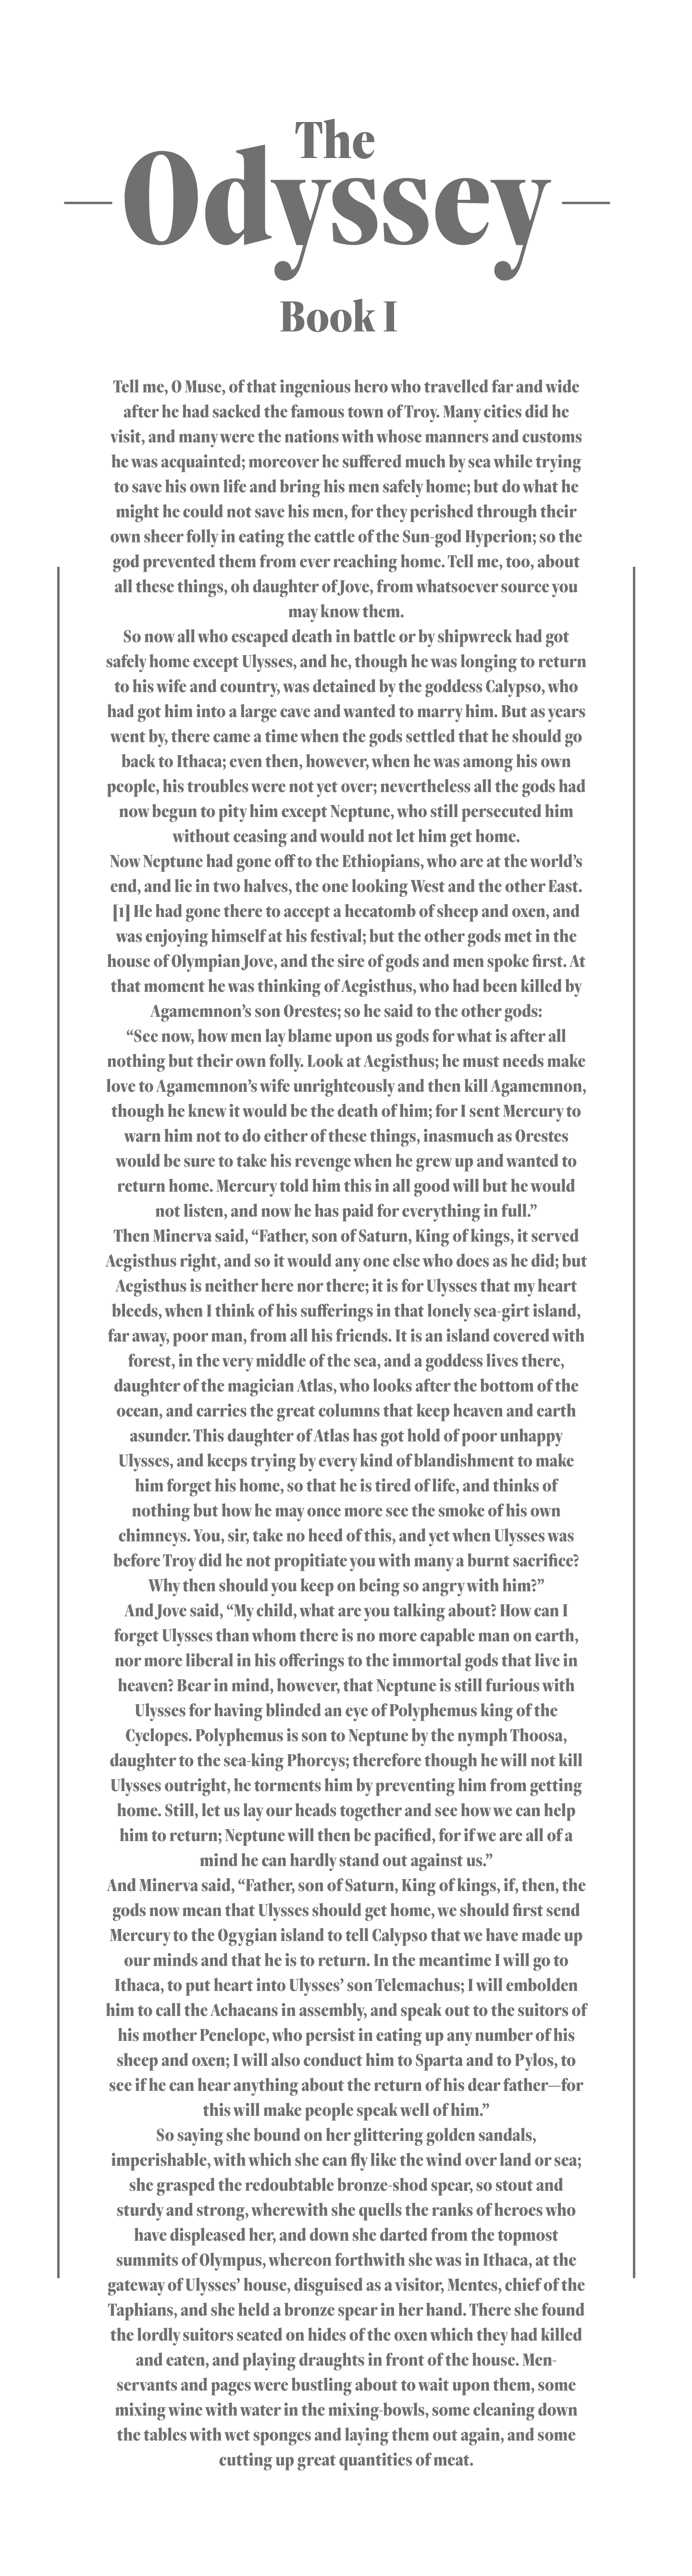 The
Odyssey
Book I
Tell me, O Muse, of that ingenious hero who travelled far and wide
after he had sacked the famous town of Troy. Many cities did he
visit, and many were the nations with whose manners and customs
he was acquainted; moreover he suffered much by sea while trying
to save his own life and bring his men safely home; but do what he
might he could not save his men, for they perished through their
own sheer folly in eating the cattle of the Sun-god Hyperion; so the
god prevented them from ever reaching home. Tell me, too, about
all these things, oh daughter of Jove, from whatsoever source you
may know them.
So now all who escaped death in battle or by shipwreck had got
safely home except Ulysses, and he, though he was longing to return
to his wife and country, was detained by the goddess Calypso, who
had got him into a large cave and wanted to marry him. But as years
went by, there came a time when the gods settled that he should go
back to Ithaca; even then, however, when he was among his own
people, his troubles were not yet over; nevertheless all the gods had
now begun to pity him except Neptune, who still persecuted him
without ceasing and would not let him get home.
Now Neptune had gone off to the Ethiopians, who are at the world’s
end, and lie in two halves, the one looking West and the other East.
[1] He had gone there to accept a hecatomb of sheep and oxen, and
was enjoying himself at his festival; but the other gods met in the
house of Olympian Jove, and the sire of gods and men spoke first. At
that moment he was thinking of Aegisthus, who had been killed by
Agamemnon’s son Orestes; so he said to the other gods:
“See now, how men lay blame upon us gods for what is after all
nothing but their own folly. Look at Aegisthus; he must needs make
love to Agamemnon’s wife unrighteously and then kill Agamemnon,
though he knew it would be the death of him; for I sent Mercury to
warn him not to do either of these things, inasmuch as Orestes
would be sure to take his revenge when he grew up and wanted to
return home. Mercury told him this in all good will but he would
not listen, and now he has paid for everything in full.”
Then Minerva said, “Father, son of Saturn, King of kings, it served
Aegisthus right, and so it would any one else who does as he did; but
Aegisthus is neither here nor there; it is for Ulysses that my heart
bleeds, when I think of his sufferings in that lonely sea-girt island,
far away, poor man, from all his friends. It is an island covered with
forest, in the very middle of the sea, and a goddess lives there,
daughter of the magician Atlas, who looks after the bottom of the
ocean, and carries the great columns that keep heaven and earth
asunder. This daughter of Atlas has got hold of poor unhappy
Ulysses, and keeps trying by every kind of blandishment to make
him forget his home, so that he is tired of life, and thinks of
nothing but how he may once more see the smoke of his own
chimneys. You, sir, take no heed of this, and yet when Ulysses was
before Troy did he not propitiate you with many a burnt sacrifice?
Why then should you keep on being so angry with him?”
And Jove said, “My child, what are you talking about? How can I
forget Ulysses than whom there is no more capable man on earth,
nor more liberal in his offerings to the immortal gods that live in
heaven? Bear in mind, however, that Neptune is still furious with
Ulysses for having blinded an eye of Polyphemus king of the
Cyclopes. Polyphemus is son to Neptune by the nymph Thoosa,
daughter to the sea-king Phorcys; therefore though he will not kill
Ulysses outright, he torments him by preventing him from getting
home. Still, let us lay our heads together and see how we can help
him to return; Neptune will then be pacified, for if we are all of a
mind he can hardly stand out against us.”
And Minerva said, “Father, son of Saturn, King of kings, if, then, the
gods now mean that Ulysses should get home, we should first send
Mercury to the Ogygian island to tell Calypso that we have made up
our minds and that he is to return. In the meantime I will go to
Ithaca, to put heart into Ulysses’ son Telemachus; I will embolden
him to call the Achaeans in assembly, and speak out to the suitors of
his mother Penelope, who persist in eating up any number of his
sheep and oxen; I will also conduct him to Sparta and to Pylos, to
see if he can hear anything about the return of his dear father—for
this will make people speak well of him.”
So saying she bound on her glittering golden sandals,
imperishable, with which she can fly like the wind over land or sea;
she grasped the redoubtable bronze-shod spear, so stout and
sturdy and strong, wherewith she quells the ranks of heroes who
have displeased her, and down she darted from the topmost
summits of Olympus, whereon forthwith she was in Ithaca, at the
gateway of Ulysses’ house, disguised as a visitor, Mentes, chief of the
Taphians, and she held a bronze spear in her hand. There she found
the lordly suitors seated on hides of the oxen which they had killed
and eaten, and playing draughts in front of the house. Men-
servants and pages were bustling about to wait upon them, some
mixing wine with water in the mixing-bowls, some cleaning down
the tables with wet sponges and laying them out again, and some
cutting up great quantities of meat.